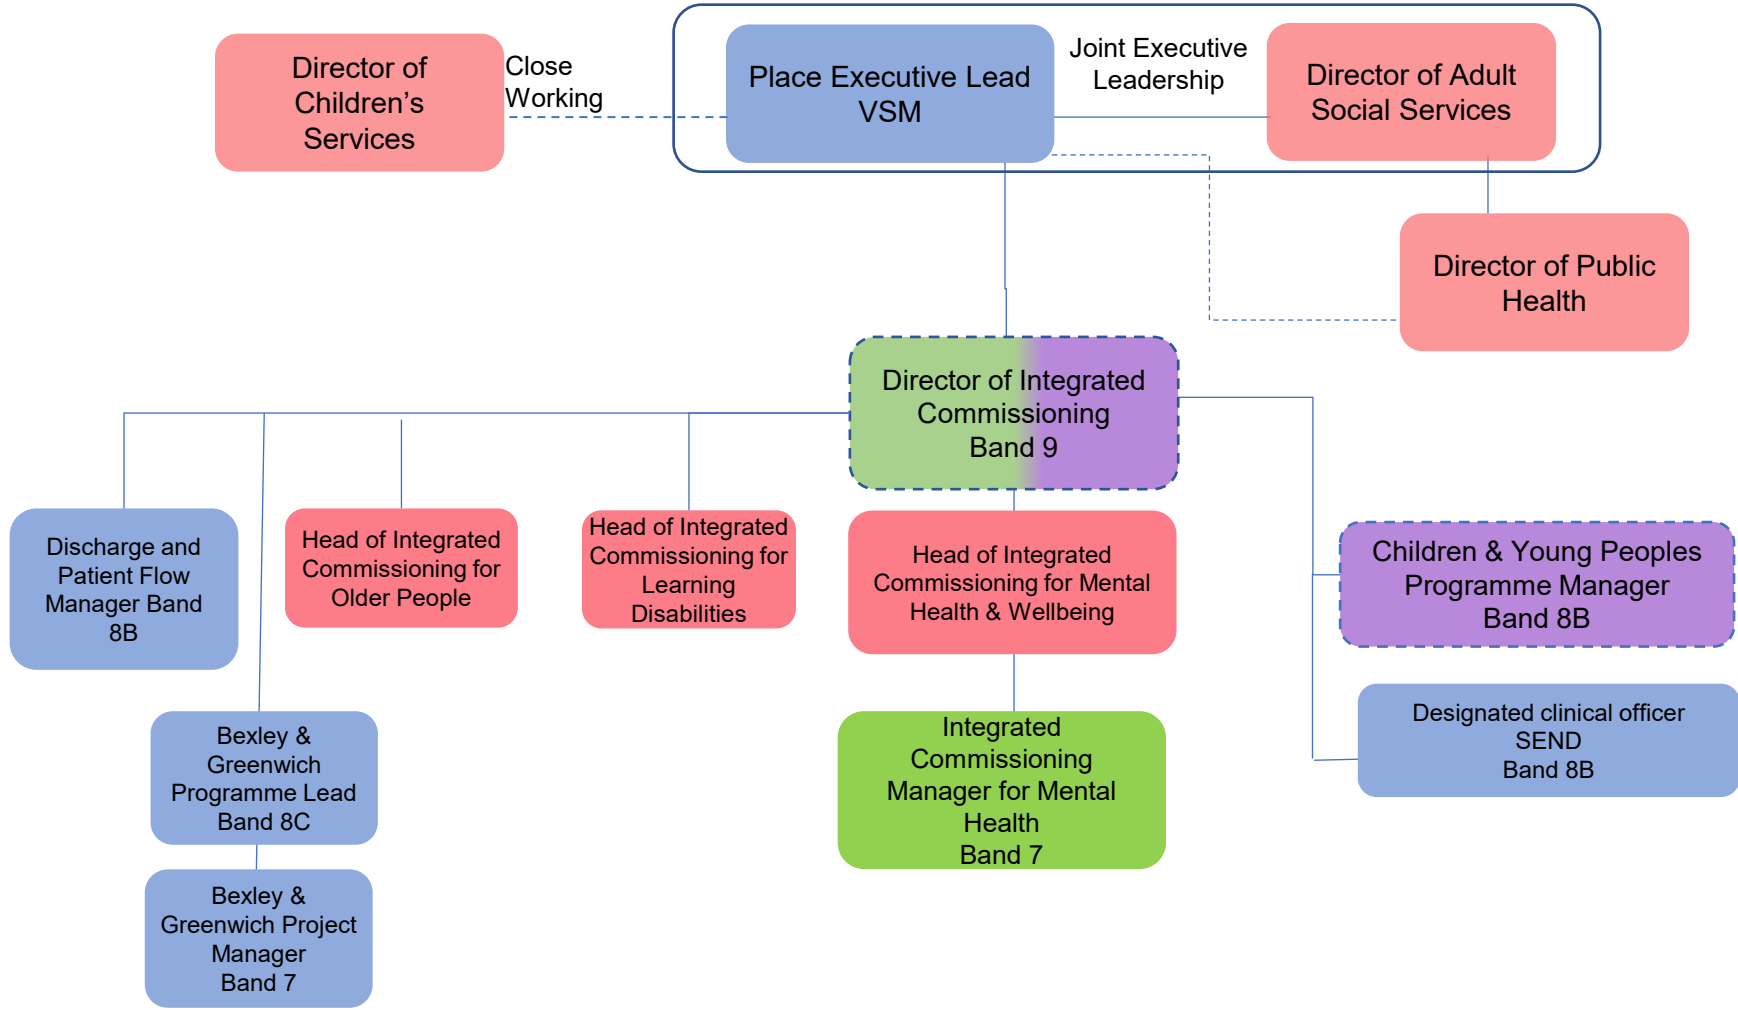 Director of
Children’s
Services
Close
Working
Place Executive Lead
VSM
Joint Executive
Leadership
Director of Adult
Social Services
Director of Public
Health
Director of Integrated
Commissioning
Band 9
Discharge and
Patient Flow
Manager Band
8B
Head of Integrated
Commissioning for
Older People
Head of Integrated
Commissioning for
Learning
Disabilities
Head of Integrated
Commissioning for Mental
Health & Wellbeing
Children & Young Peoples
Programme Manager
Band 8B
Designated clinical officer
SEND
Band 8B
Bexley &
Greenwich
Programme Lead
Band 8C
Integrated
Commissioning
Manager for Mental
Health
Band 7
Bexley &
Greenwich Project
Manager
Band 7